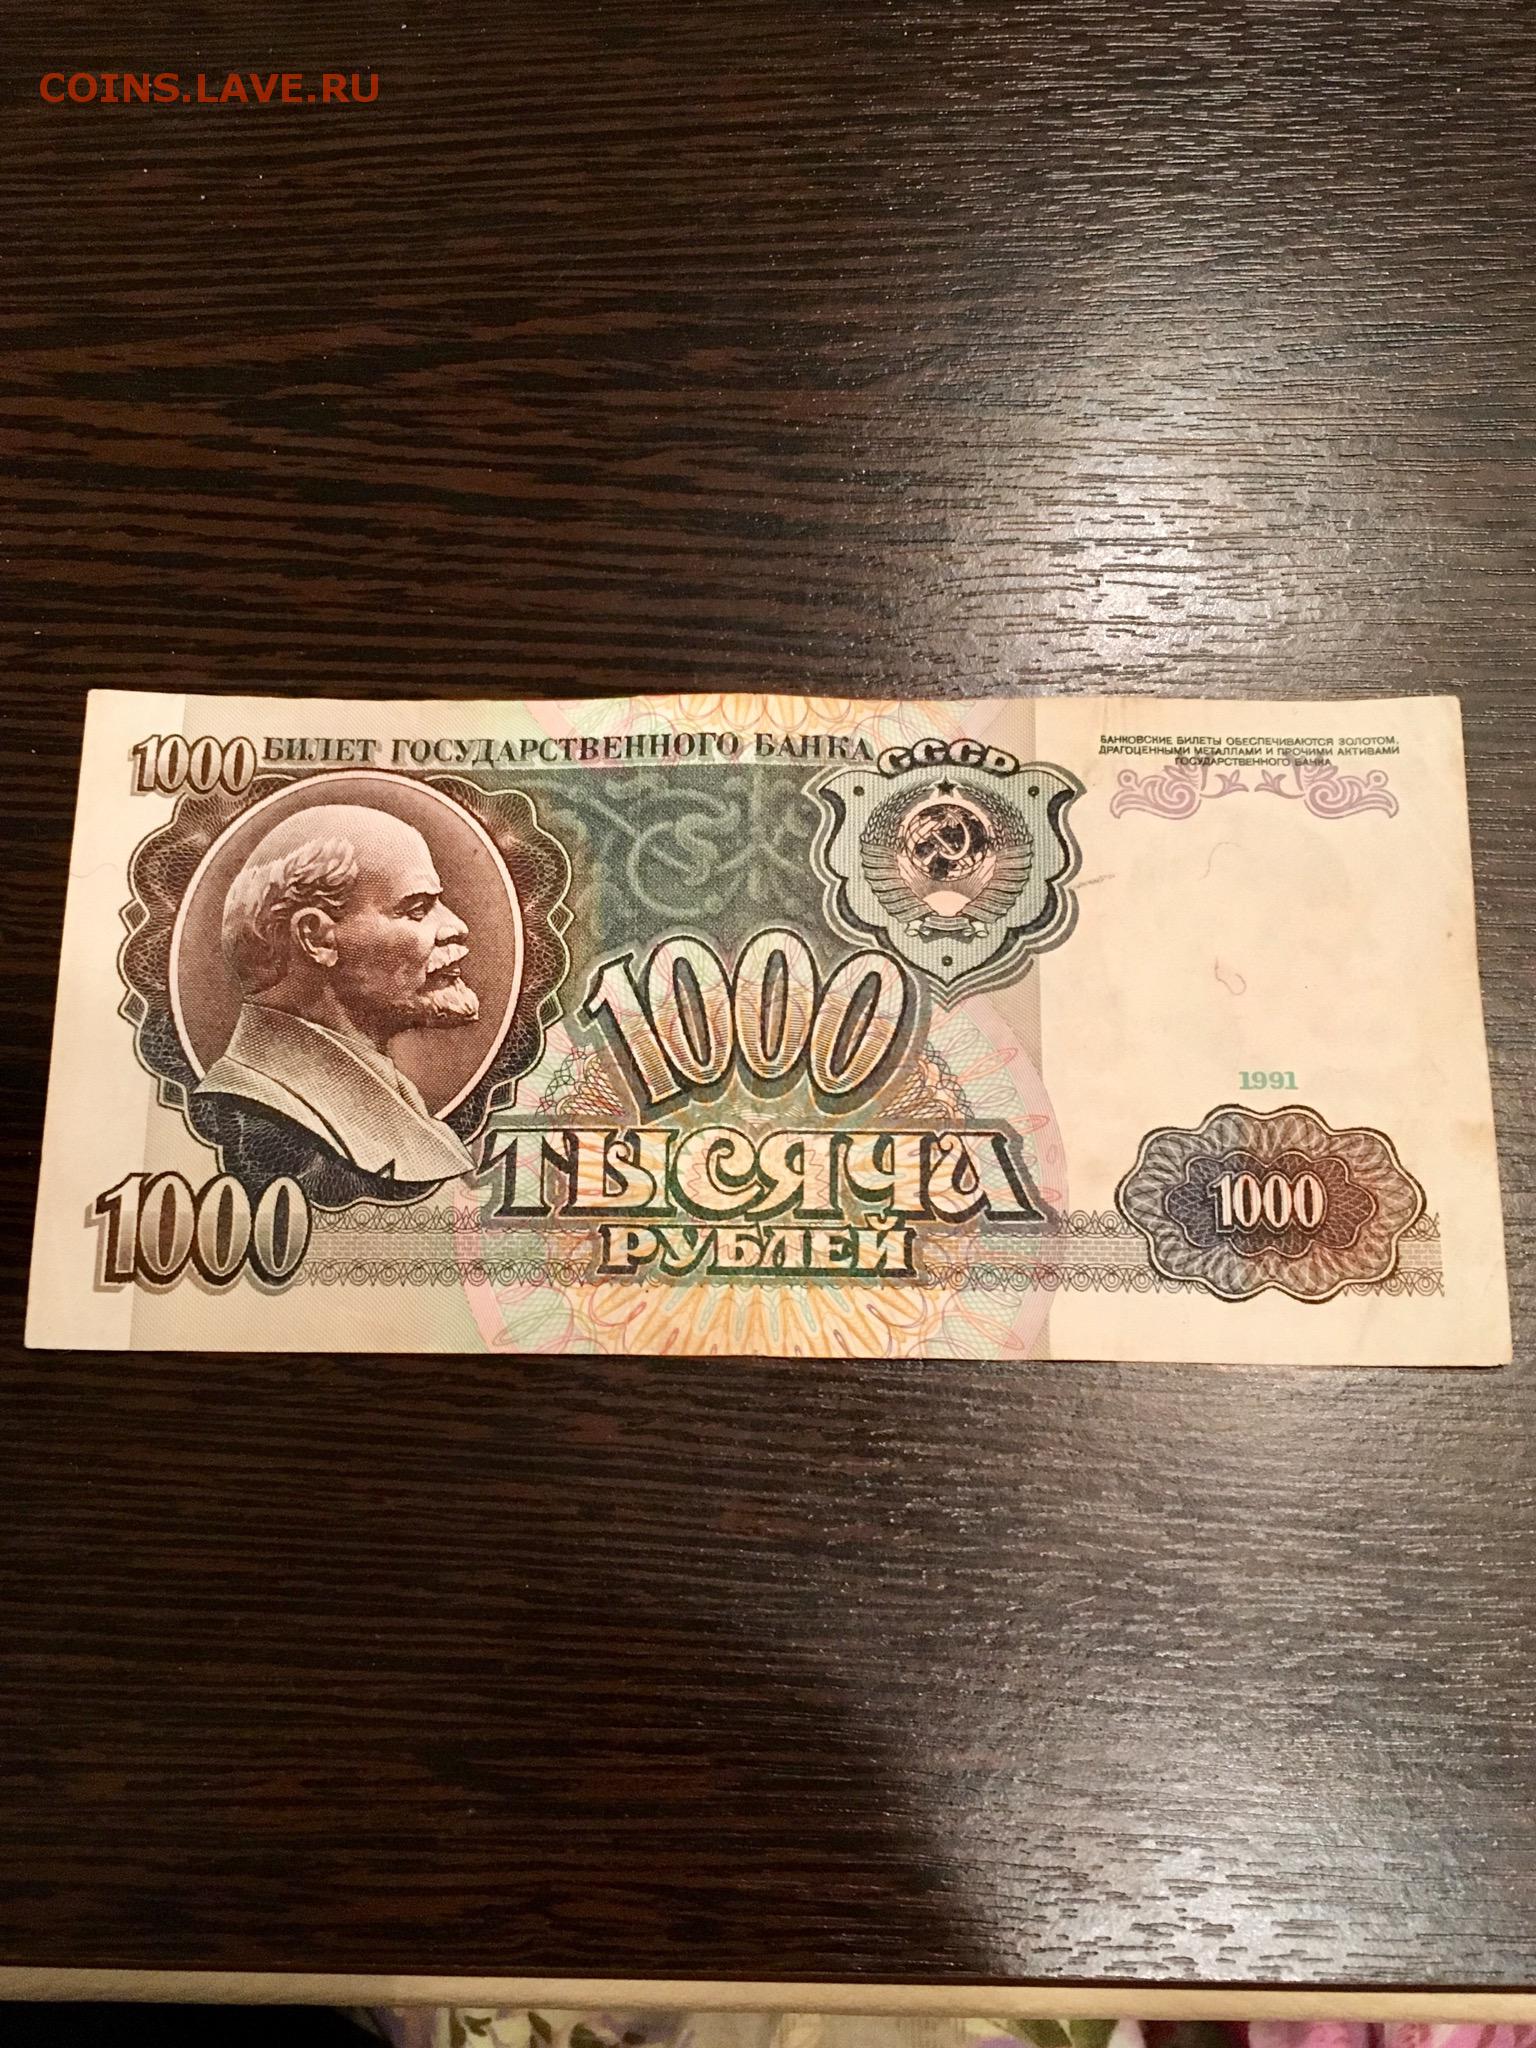 COINS.LAVE.RU
1000
БИЛЕТ ГОСУДАРСТВЕННОГО БАНКА
СССР
БАНКОВСКИЕ БИЛЕТЫ ОБЕСПЕЧИВАЮТСЯ ЗОЛОТОМ,
ДРАГОЦЕННЫМИ МЕТАЛЛАМИ И ПРОЧИМИ АКТИВАМИ
ГОСУДАРСТВЕННОГО БАНКА
1000
1991
ТЫСЯЧА
РУБЛЕЙ
1000
1000